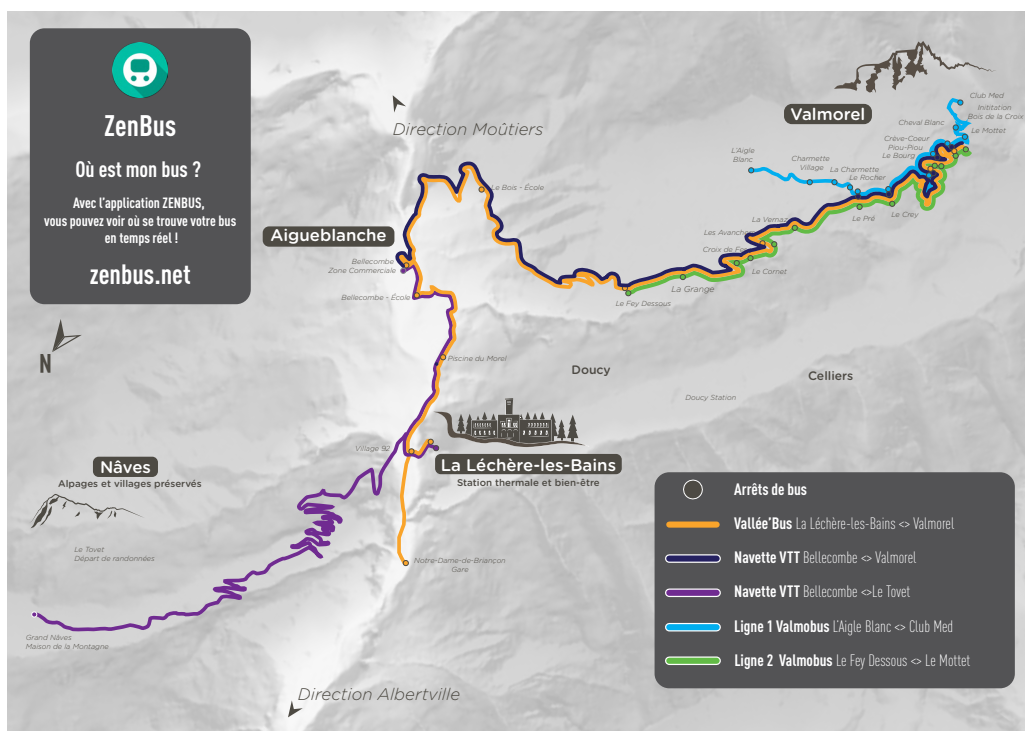 ZenBus
Où est mon bus ?
Avec l'application ZENBUS,
vous pouvez voir où se trouve votre bus
en temps réel !
zenbus.net
N
Direction Moûtiers
Valmorel
Club Med
Inititation
Bois de la Croix
Cheval Blanc
Le Mottet
Crève-Coeur
Piou-Piou
Le Bourg
L'Aigle
Blanc
Charmette
Village
La Charmette
Le Rocher
Le Pré
Le Crey
La Vernaz
Les Avanchers
Croix de Fer
Le Cornet
La Grange
Le Fey Dessous
Le Bois - École
Aigueblanche
Bellecombe
Zone Commerciale
Bellecombe - École
Piscine du Morel
Doucy
Celliers
Doucy Station
Village 92
La Léchère-les-Bains
Station thermale et bien-être
Nâves
Alpages et villages préservés
Le Tovet
Départ de randonnées
Notre-Dame-de-Briançon
Gare
Grand Nâves
Maison de la Montagne
Direction Albertville
Arrêts de bus
Vallée'Bus La Léchère-les-Bains <> Valmorel
Navette VTT Bellecombe <> Valmorel
Navette VTT Bellecombe <>Le Tovet
Ligne 1 Valmobus L'Aigle Blanc <> Club Med
Ligne 2 Valmobus Le Fey Dessous <> Le Mottet